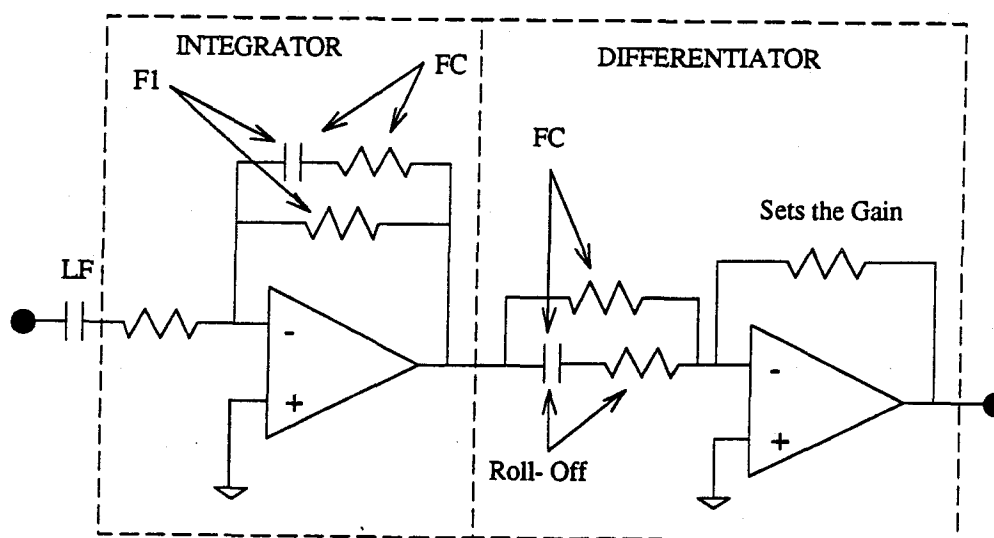 INTEGRATOR
DIFFERENTIATOR
F1
FC
FC
Sets the Gain
LF
-
+
-
+
Roll- Off